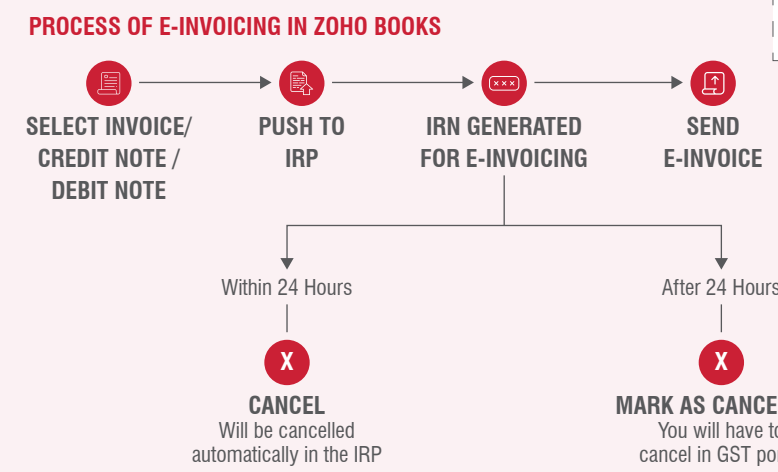 PROCESS OF E-INVOICING IN ZOHO BOOKS
SELECT INVOICE/
CREDIT NOTE /
DEBIT NOTE
PUSH TO
IRP
xxx
IRN GENERATED
FOR E-INVOICING
SEND
E-INVOICE
Within 24 Hours
X
CANCEL
Will be cancelled
automatically in the IRP
After 24 Hours
X
MARK AS
You will have to
cancel in GST